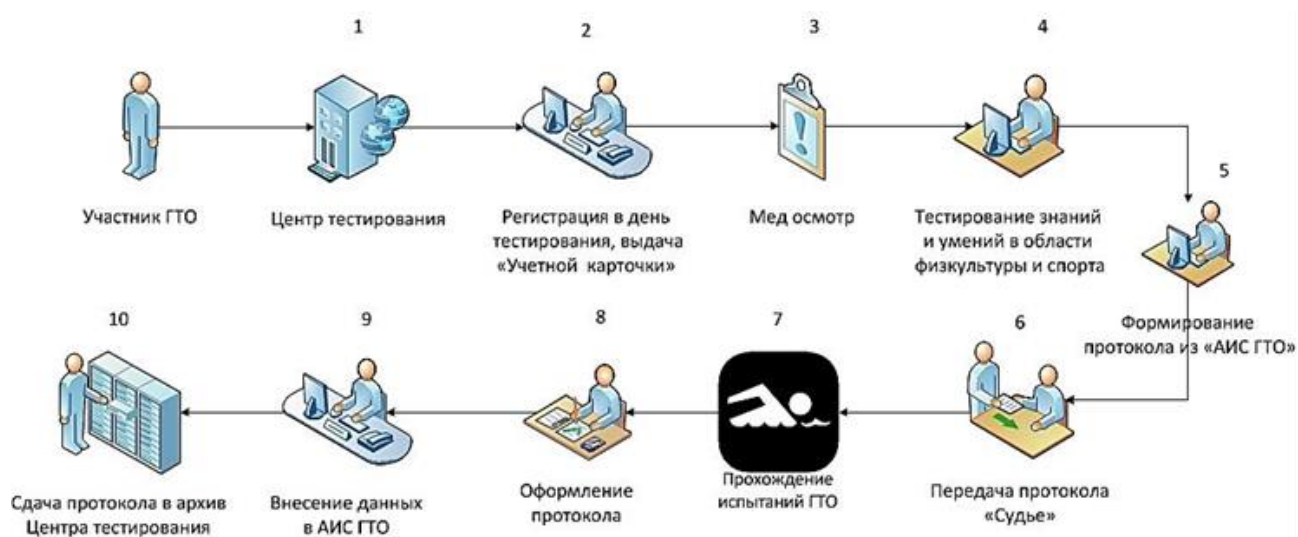 1
2
3
4
Участник ГТО
Центр тестирования
Регистрация в день
тестирования, выдача
«Учетной карточки»
Мед осмотр
Тестирование знаний
и умений в области
физкультуры и спорта
5
Формирование
протокола из «АИС ГТО»
6
Передача протокола
«Судье»
7
Прохождение
испытаний ГТО
8
Оформление
протокола
9
Внесение данных
в АИС ГТО
10
Сдача протокола в архив
Центра тестирования